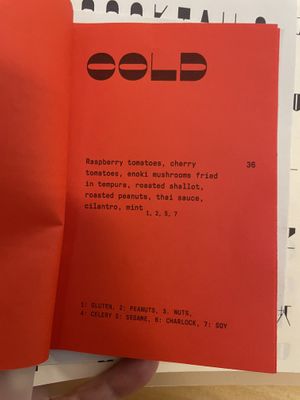 COLD
Raspberry tomatoes, cherry 36
tomatoes, enoki mushrooms fried
in tempura, roasted shallot,
roasted peanuts, thai sauce,
cilantro, mint
1, 2, 5, 7
1: GLUTEN, 2: PEANUTS, 3: NUTS,
4: CELERY 5: SESAME, 6: CHARLOCK, 7: SOY